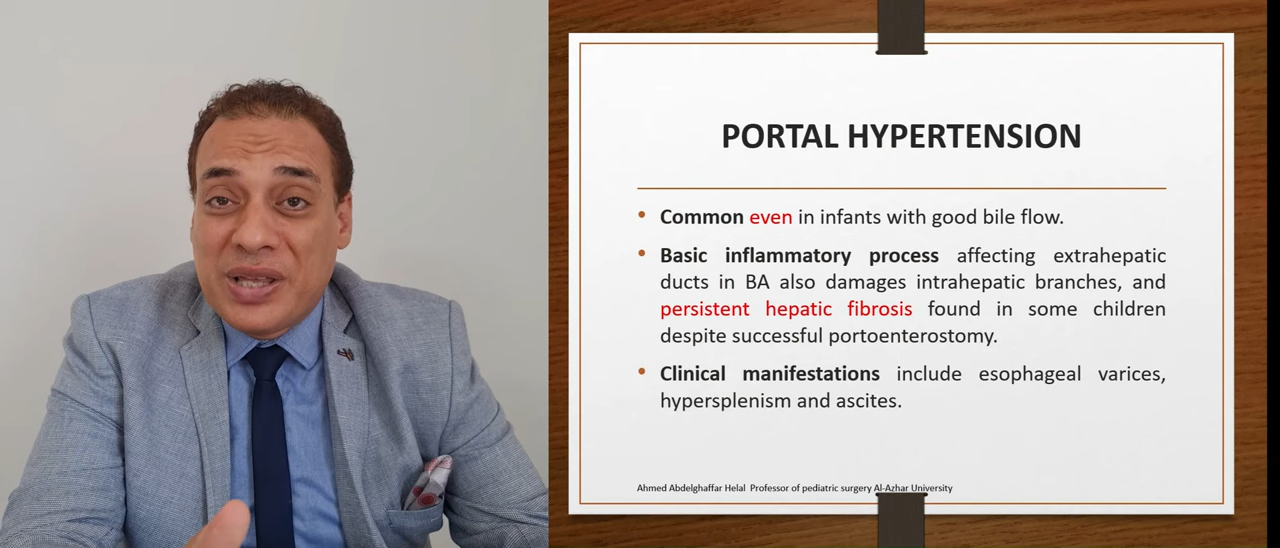 PORTAL HYPERTENSION
• Common even in infants with good bile flow.
• Basic inflammatory process affecting extrahepatic
ducts in BA also damages intrahepatic branches, and
persistent hepatic fibrosis found in some children
despite successful portoenterostomy.
• Clinical manifestations include esophageal varices,
hypersplenism and ascites.
Ahmed Abdelghaffar Helal Professor of pediatric surgery Al-Azhar University